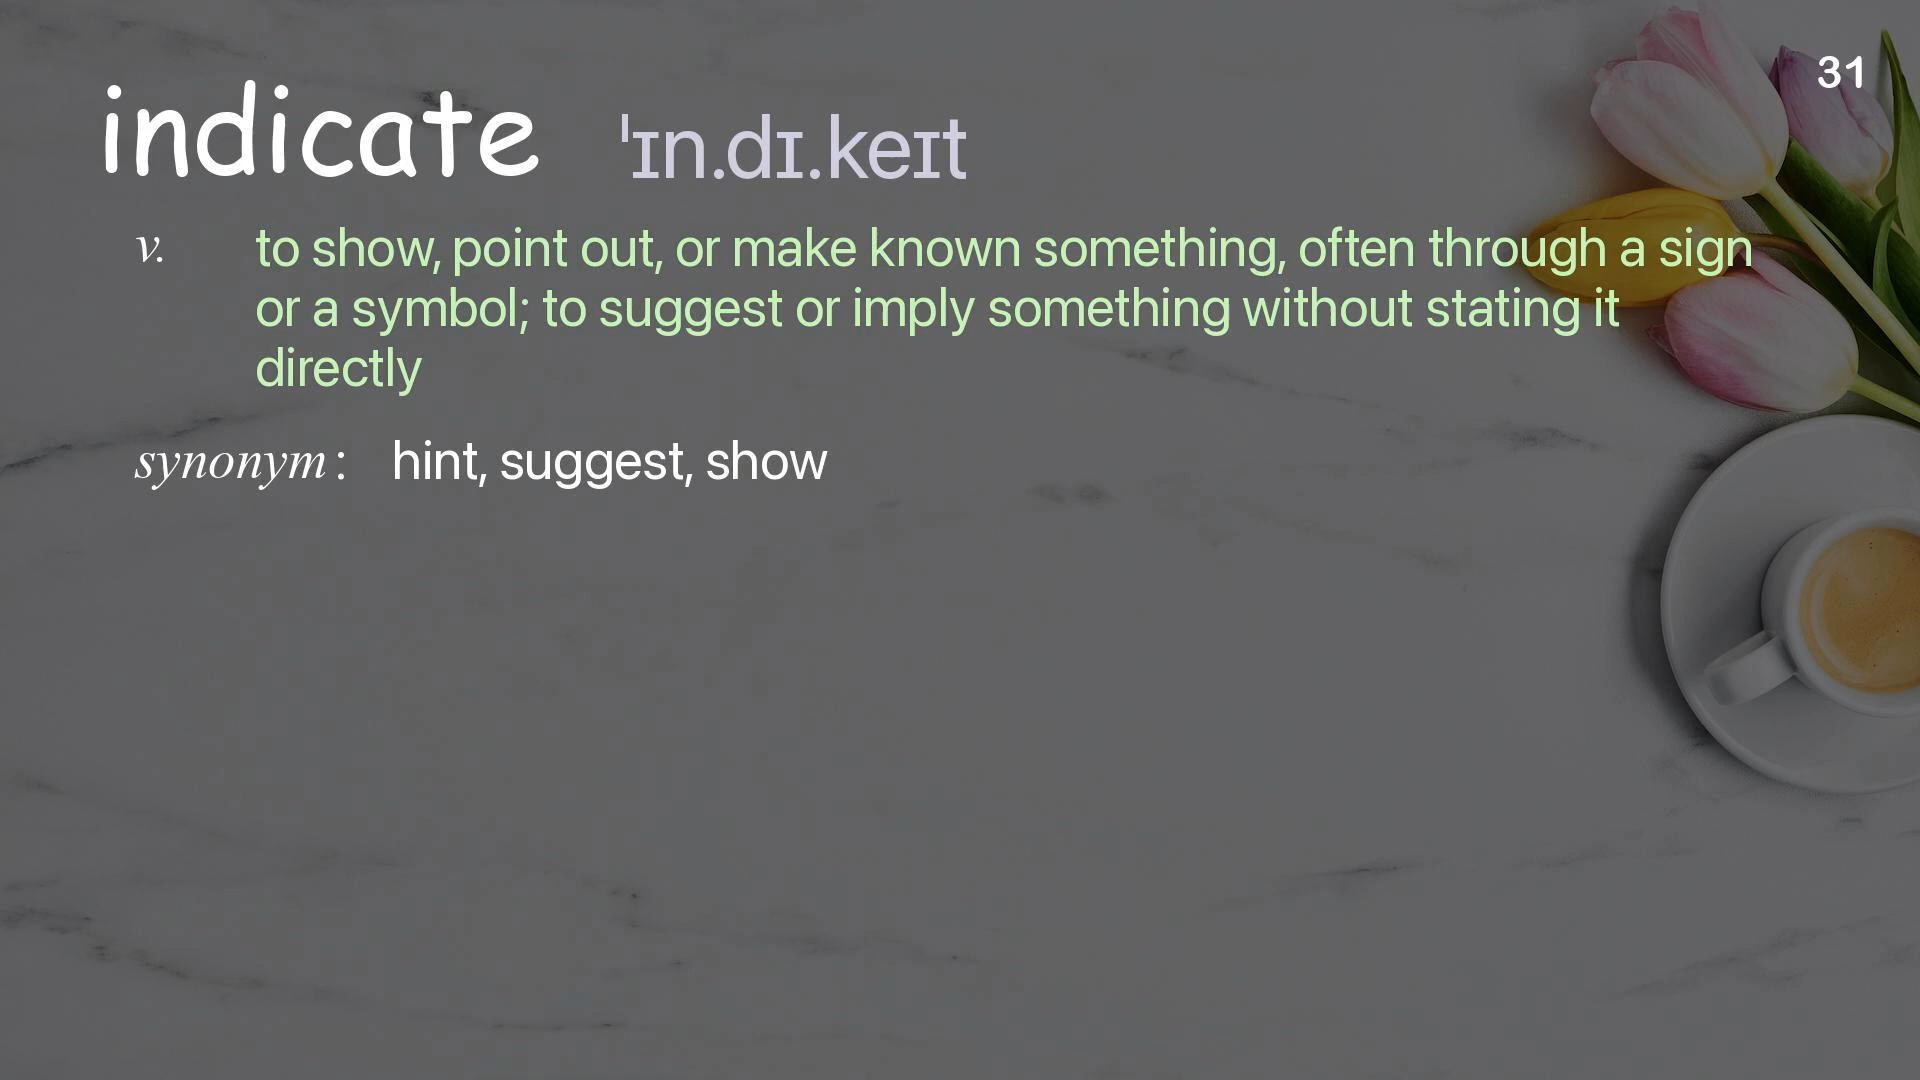 31
indicate ˈɪn.dɪ.keɪt
v. to show, point out, or make known something, often through a sign
or a symbol; to suggest or imply something without stating it
directly
synonym: hint, suggest, show